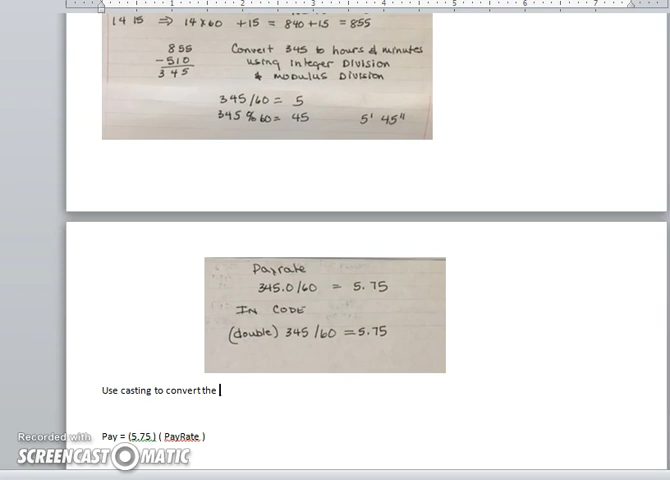 14 15 ⇒ 14 x 60 + 15 = 840 + 15 = 855
855
- 510
345
Convert 345 to hours & minutes
using Integer Division
& Modulus Division
345/60 = 5
345 % 60 = 45
5' 45"
Payrate
345.0/60 = 5.75
IN CODE
(double) 345/60 = 5.75
Use casting to convert the
Pay = (5.75) ( PayRate )
Recorded with
SCREENCAST MATIC